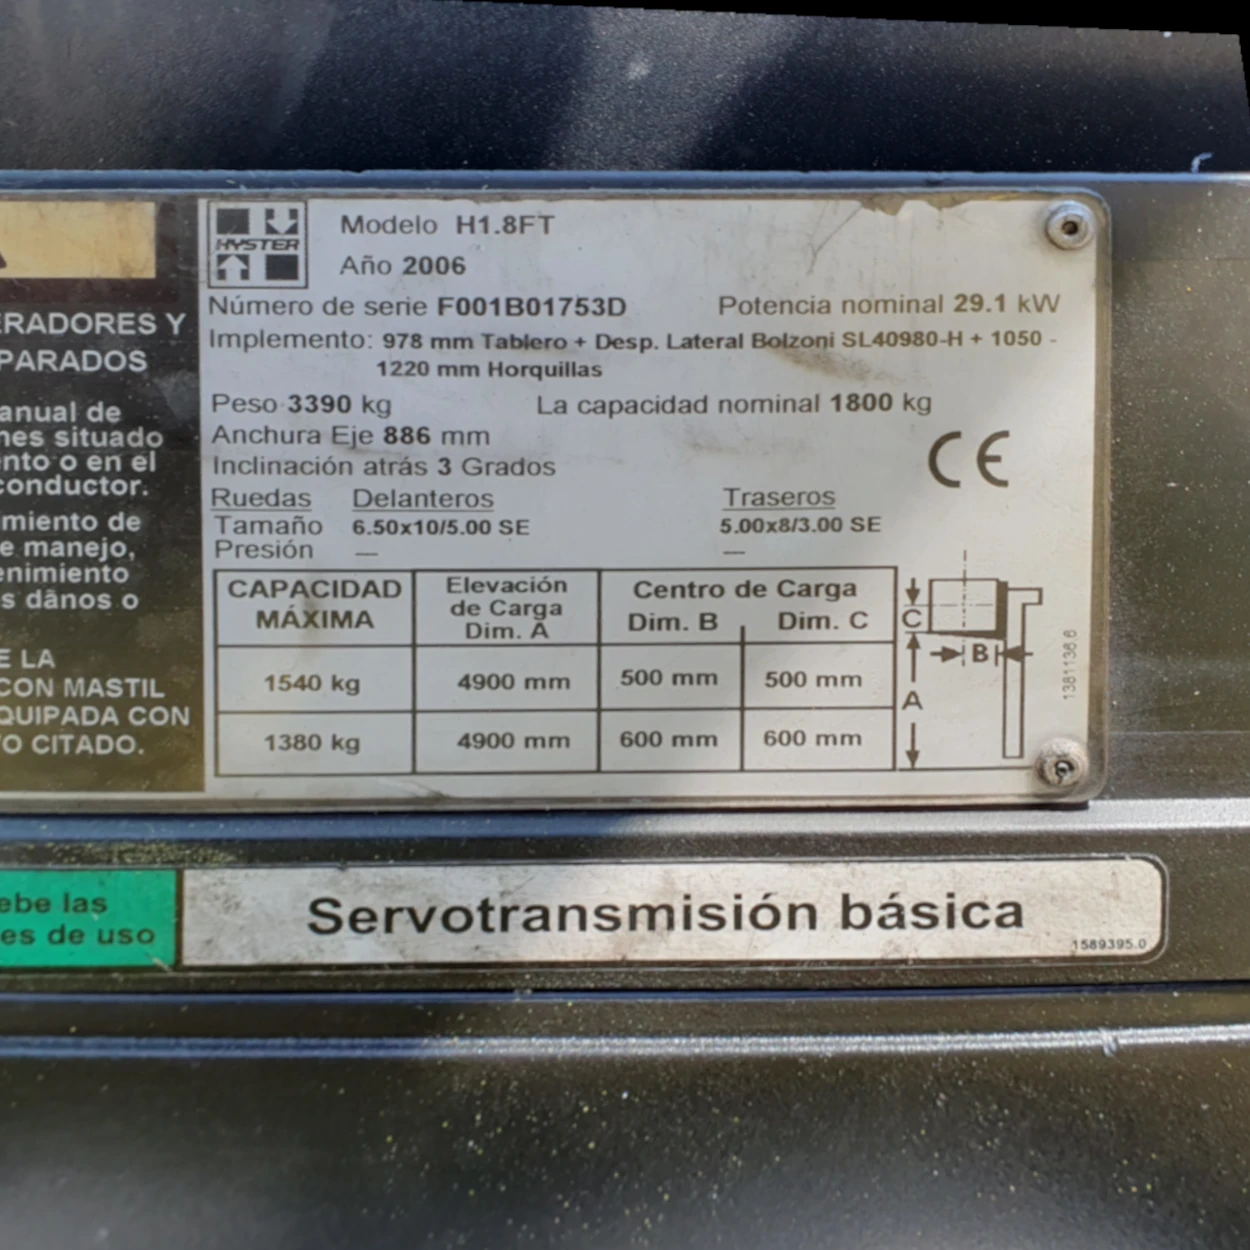 ERADORES Y
PARADOS
anual de
nes situado
nto o en el
conductor.
miento de
e manejo,
enimiento
s dãnos o
E LA
CON MASTIL
QUIPADA CON
O CITADO.
HYSTER
Modelo H1.8FT
Año 2006
Número de serie F001B01753D Potencia nominal 29.1 kW
Implemento: 978 mm Tablero + Desp. Lateral Bolzoni SL40980-H + 1050 -
1220 mm Horquillas
Peso 3390 kg La capacidad nominal 1800 kg
Anchura Eje 886 mm
Inclinación atrás 3 Grados
CE
Ruedas Delanteros Traseros
Tamaño 6.50x10/5.00 SE 5.00x8/3.00 SE
Presión — —
CAPACIDAD MÁXIMA Elevación de Carga Dim. A Centro de Carga Dim. B Dim. C
1540 kg 4900 mm 500 mm 500 mm
1380 kg 4900 mm 600 mm 600 mm
C
B
A
1381136 6
ebe las
es de uso
Servotransmisión básica
1589395.0